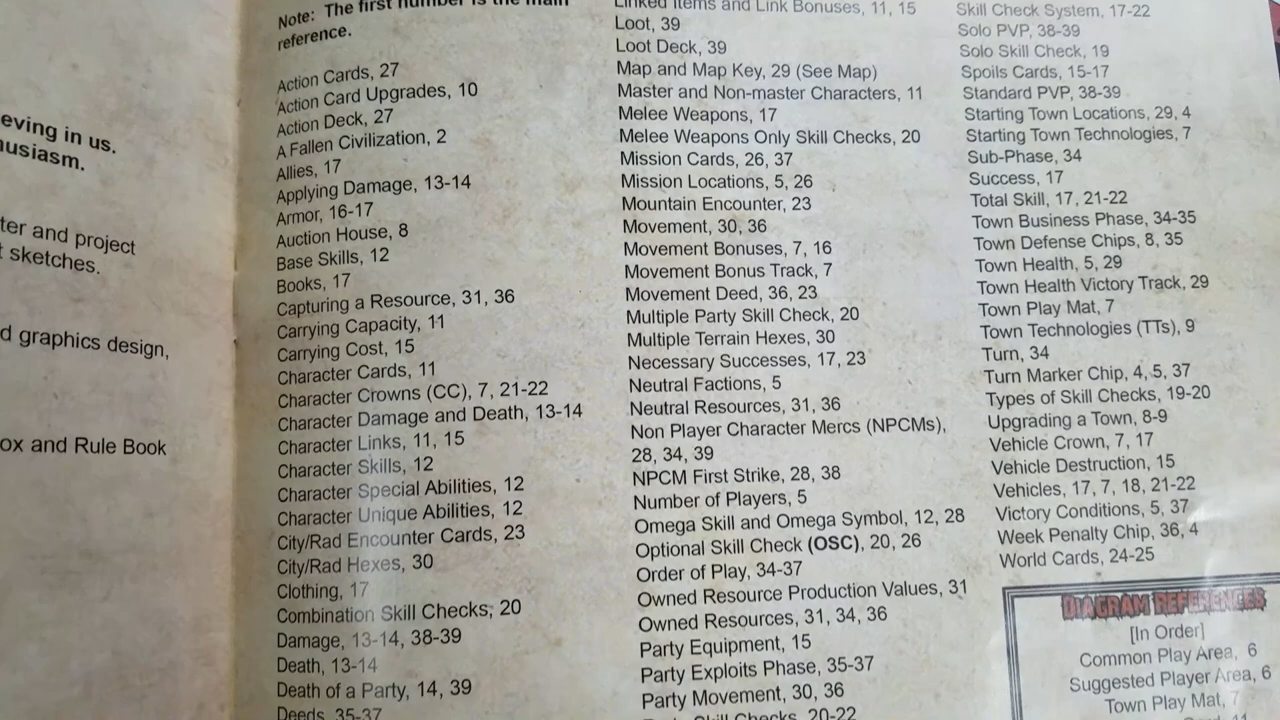 eving in us.
husiasm.
ter and project
t sketches.
d graphics design,
ox and Rule Book
Note: The first number is the main
reference.
Action Cards, 27
Action Card Upgrades, 10
Action Deck, 27
A Fallen Civilization, 2
Allies, 17
Applying Damage, 13-14
Armor, 16-17
Auction House, 8
Base Skills, 12
Books, 17
Capturing a Resource, 31, 36
Carrying Capacity, 11
Carrying Cost, 15
Character Cards, 11
Character Crowns (CC), 7, 21-22
Character Damage and Death, 13-14
Character Links, 11, 15
Character Skills, 12
Character Special Abilities, 12
Character Unique Abilities, 12
City/Rad Encounter Cards, 23
City/Rad Hexes, 30
Clothing, 17
Combination Skill Checks, 20
Damage, 13-14, 38-39
Death, 13-14
Death of a Party, 14, 39
Deeds, 35-37
Linked Items and Link Bonuses, 11, 15
Loot, 39
Loot Deck, 39
Map and Map Key, 29 (See Map)
Master and Non-master Characters, 11
Melee Weapons, 17
Melee Weapons Only Skill Checks, 20
Mission Cards, 26, 37
Mission Locations, 5, 26
Mountain Encounter, 23
Movement, 30, 36
Movement Bonuses, 7, 16
Movement Bonus Track, 7
Movement Deed, 36, 23
Multiple Party Skill Check, 20
Multiple Terrain Hexes, 30
Necessary Successes, 17, 23
Neutral Factions, 5
Neutral Resources, 31, 36
Non Player Character Mercs (NPCMs),
28, 34, 39
NPCM First Strike, 28, 38
Number of Players, 5
Omega Skill and Omega Symbol, 12, 28
Optional Skill Check (OSC), 20, 26
Order of Play, 34-37
Owned Resource Production Values, 31
Owned Resources, 31, 34, 36
Party Equipment, 15
Party Exploits Phase, 35-37
Party Movement, 30, 36
Skill Checks, 20-22
Skill Check System, 17-22
Solo PVP, 38-39
Solo Skill Check, 19
Spoils Cards, 15-17
Standard PVP, 38-39
Starting Town Locations, 29, 4
Starting Town Technologies, 7
Sub-Phase, 34
Success, 17
Total Skill, 17, 21-22
Town Business Phase, 34-35
Town Defense Chips, 8, 35
Town Health, 5, 29
Town Health Victory Track, 29
Town Play Mat, 7
Town Technologies (TTs), 9
Turn, 34
Turn Marker Chip, 4, 5, 37
Types of Skill Checks, 19-20
Upgrading a Town, 8-9
Vehicle Crown, 7, 17
Vehicle Destruction, 15
Vehicles, 17, 7, 18, 21-22
Victory Conditions, 5, 37
Week Penalty Chip, 36, 4
World Cards, 24-25
DIAGRAM REFERENCES
[In Order]
Common Play Area, 6
Suggested Player Area, 6
Town Play Mat, 7